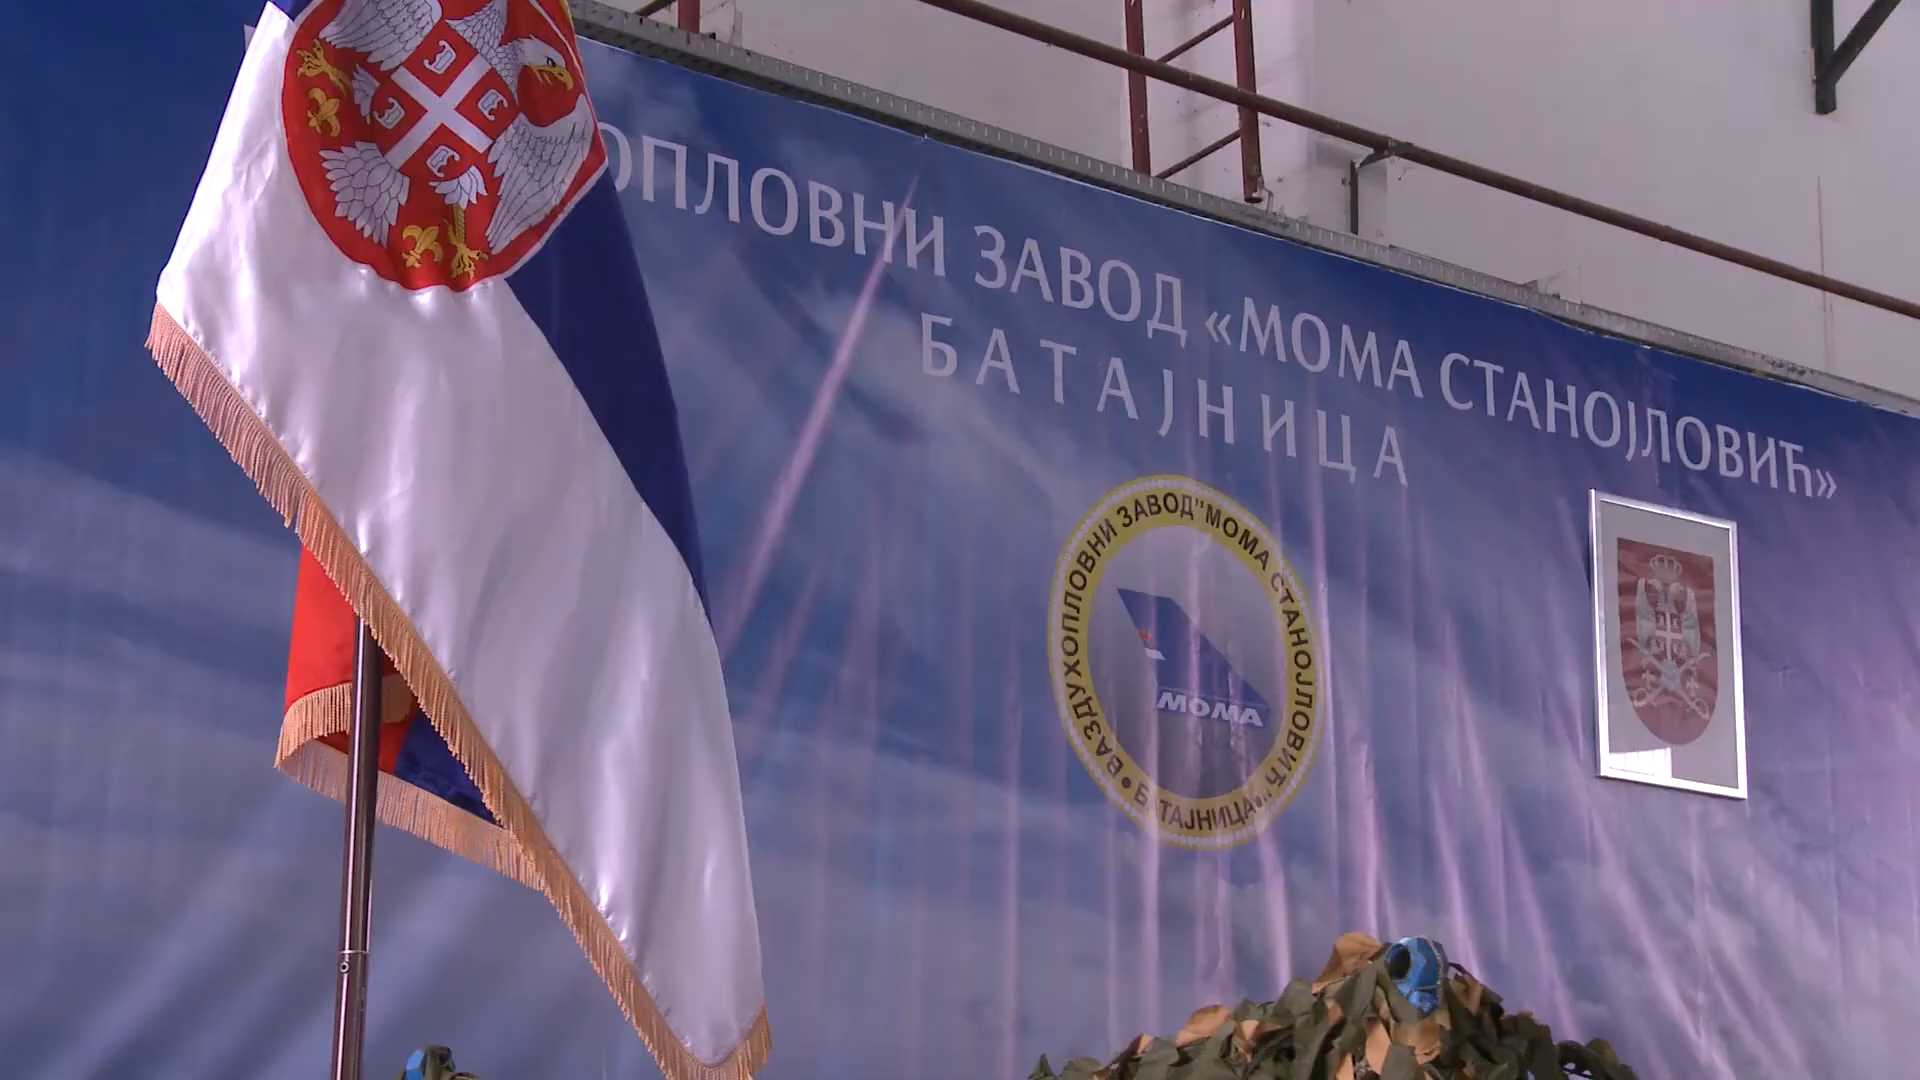 ОПЛОВНИ ЗАВОД «МОМА СТАНОЈЛОВИЋ»
БАТАЈНИЦА
ВАЗДУХОПЛОВНИ ЗАВОД"МОМА СТАНОЈЛОВИЋ"
БАТАЈНИЦА
МОМА